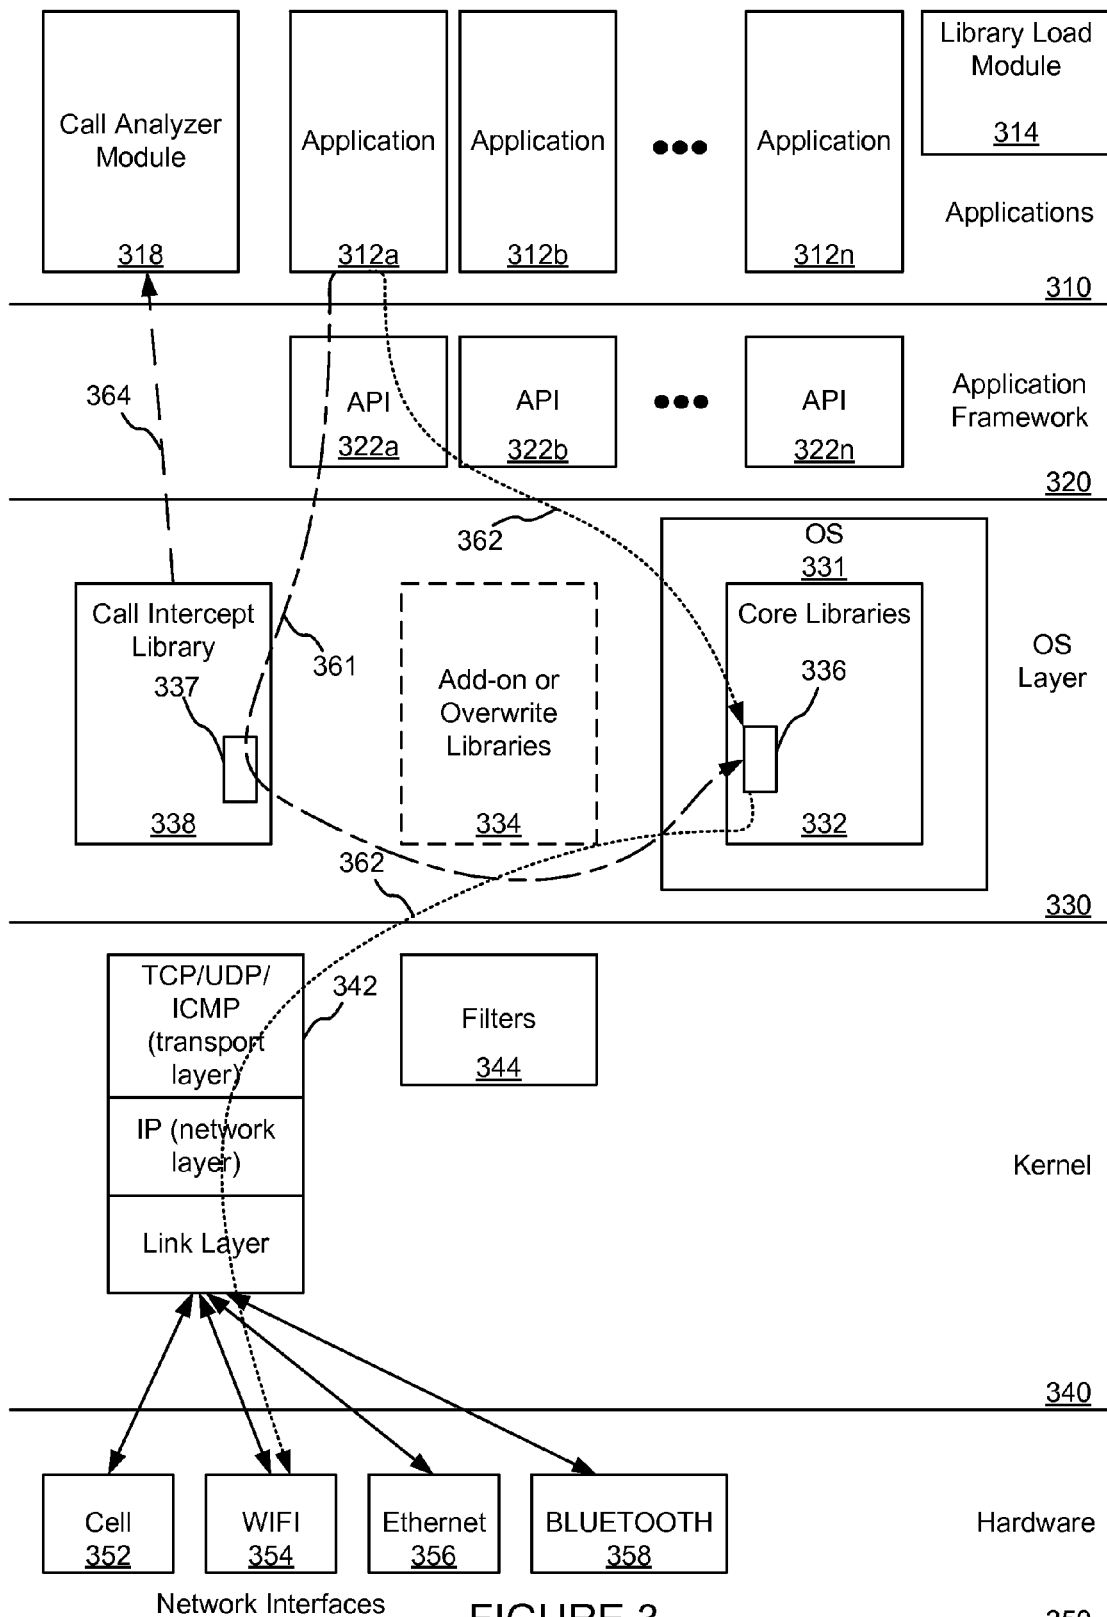 Call Analyzer
Module
318
Application
312a
Application
312b
●●●
Application
312n
Library Load
Module
314
Applications
310
364
API
322a
API
322b
●●●
API
322n
Application
Framework
320
362
OS
331
Call Intercept
Library
337
338
361
Add-on or
Overwrite
Libraries
334
Core Libraries
336
332
OS
Layer
362
330
TCP/UDP/
ICMP
(transport
layer)
342
Filters
344
IP (network
layer)
Link Layer
Kernel
340
Cell
352
WIFI
354
Ethernet
356
BLUETOOTH
358
Hardware
Network Interfaces
FIGURE 3
350